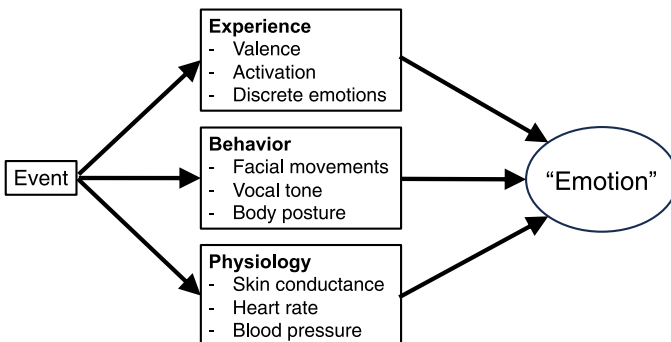 Experience
- Valence
- Activation
- Discrete emotions
Behavior
- Facial movements
- Vocal tone
- Body posture
Event
“Emotion”
Physiology
- Skin conductance
- Heart rate
- Blood pressure